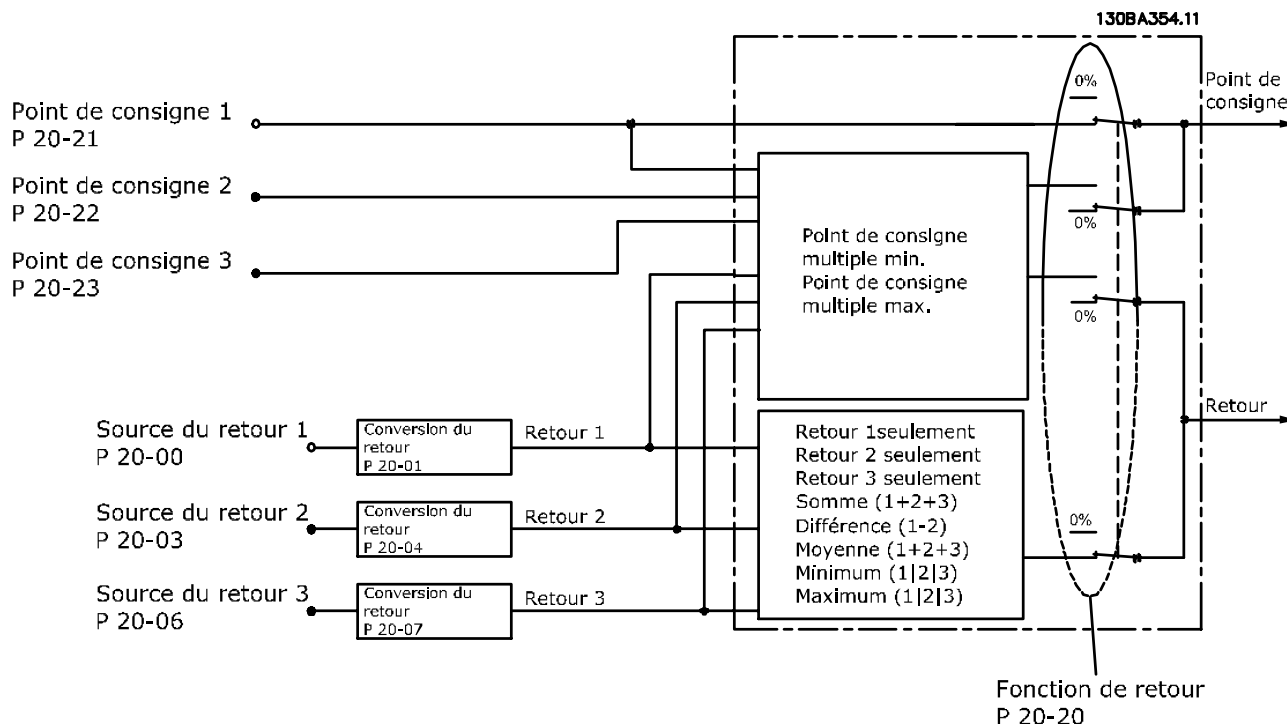 130BA354.11
Point de consigne 1
P 20-21
Point de consigne 2
P 20-22
Point de consigne 3
P 20-23
0%
Point de
consigne
0%
Point de consigne
multiple min.
Point de consigne
multiple max.
0%
Source du retour 1
P 20-00
Conversion du
retour
P 20-01
Retour 1
Source du retour 2
P 20-03
Conversion du
retour
P 20-04
Retour 2
Source du retour 3
P 20-06
Conversion du
retour
P 20-07
Retour 3
Retour 1seulement
Retour 2 seulement
Retour 3 seulement
Somme (1+2+3)
Différence (1-2)
Moyenne (1+2+3)
Minimum (1|2|3)
Maximum (1|2|3)
0%
Retour
Fonction de retour
P 20-20